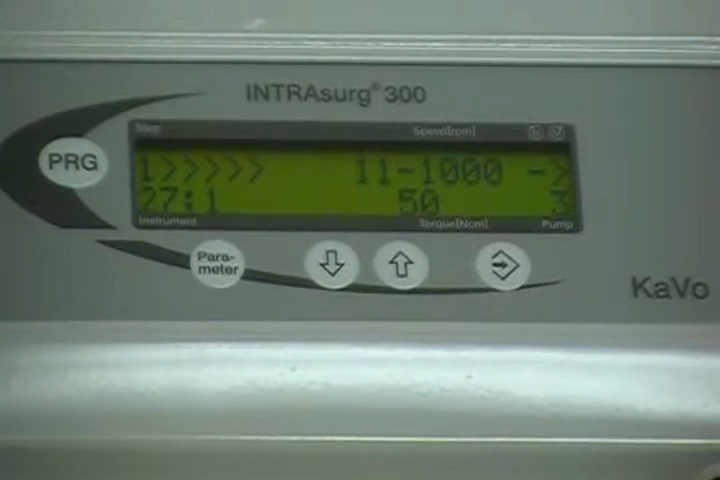 INTRAsurg® 300
PRG
Step Speed[rpm]
1>>>>> 11-1000 ->
27:1 50 3
Instrument Torque[Ncm] Pump
Para-
meter
KaVo